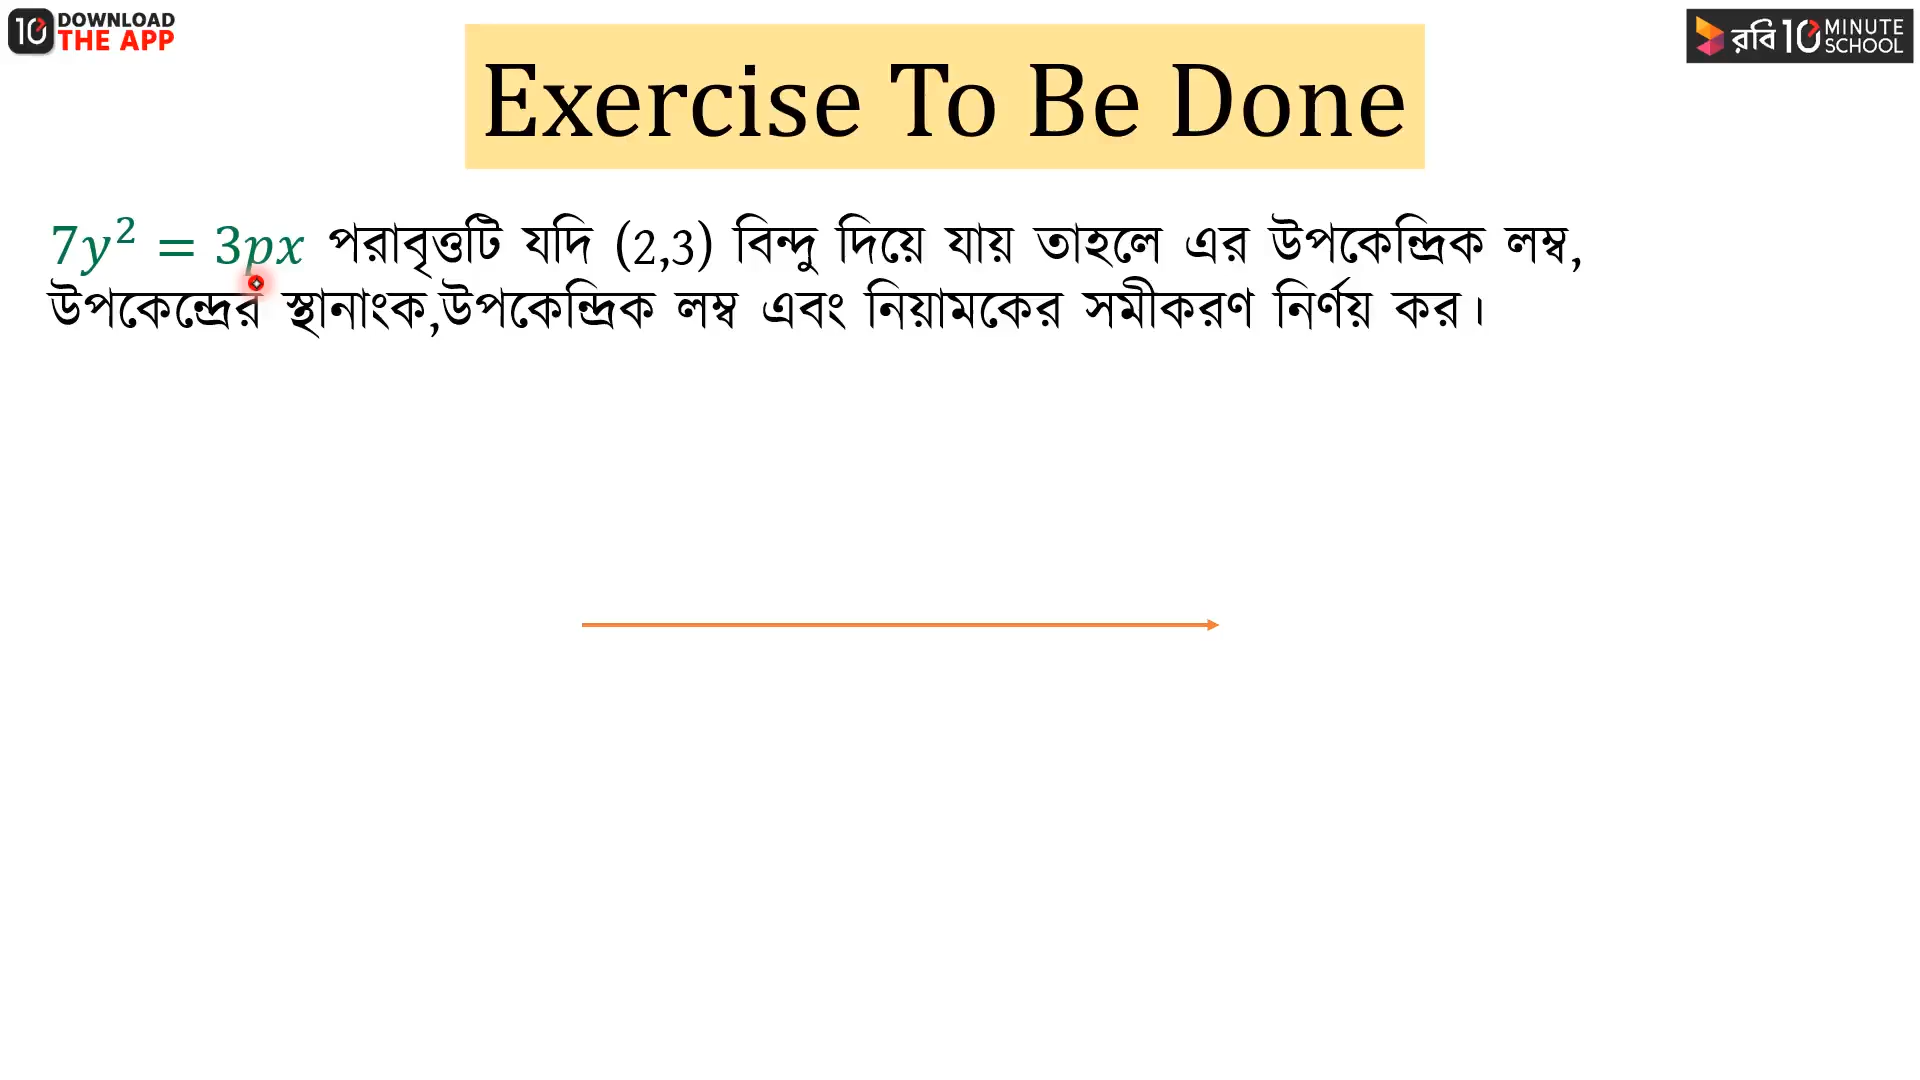 DOWNLOAD
THE APP
রবি 10 MINUTE
SCHOOL
Exercise To Be Done
7y² = 3px পরাবৃত্তটি যদি (2,3) বিন্দু দিয়ে যায় তাহলে এর উপকেন্দ্রিক লম্ব,
উপকেন্দ্রের স্থানাংক,উপকেন্দ্রিক লম্ব এবং নিয়ামকের সমীকরণ নির্ণয় কর।